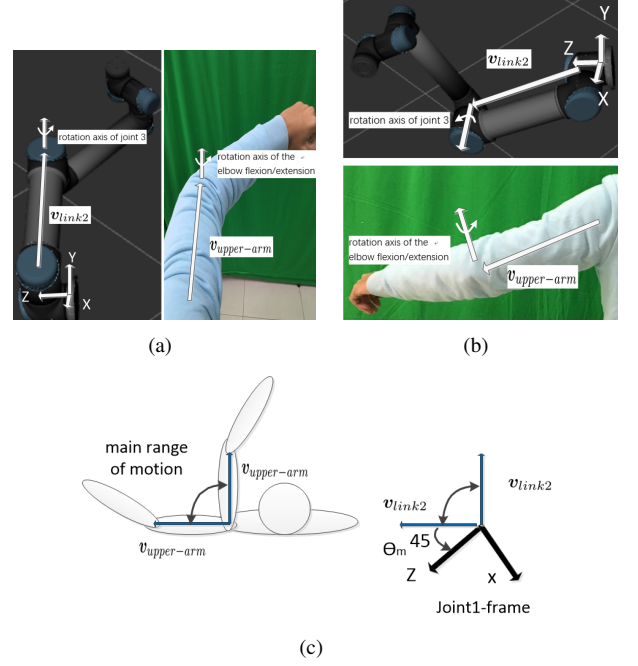 rotation axis of joint 3
v_link2
Y
Z
X
rotation axis of the
elbow flexion/extension
v_upper-arm
(a)
Y
Z
X
v_link2
rotation axis of joint 3
rotation axis of the
elbow flexion/extension
v_upper-arm
(b)
main range
of motion
v_upper-arm
v_upper-arm
v_link2
v_link2
Θm 45
Z
x
Joint1-frame
(c)